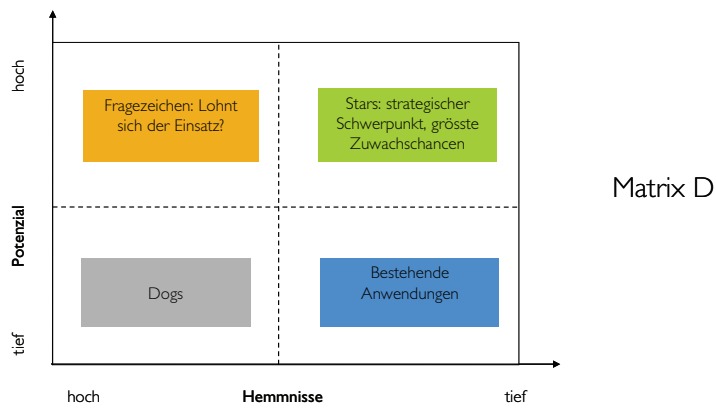 hoch
Fragezeichen: Lohnt
sich der Einsatz?
Stars: strategischer
Schwerpunkt, grösste
Zuwachschancen
Matrix D
Potenzial
Dogs
Bestehende
Anwendungen
tief
hoch
Hemmnisse
tief